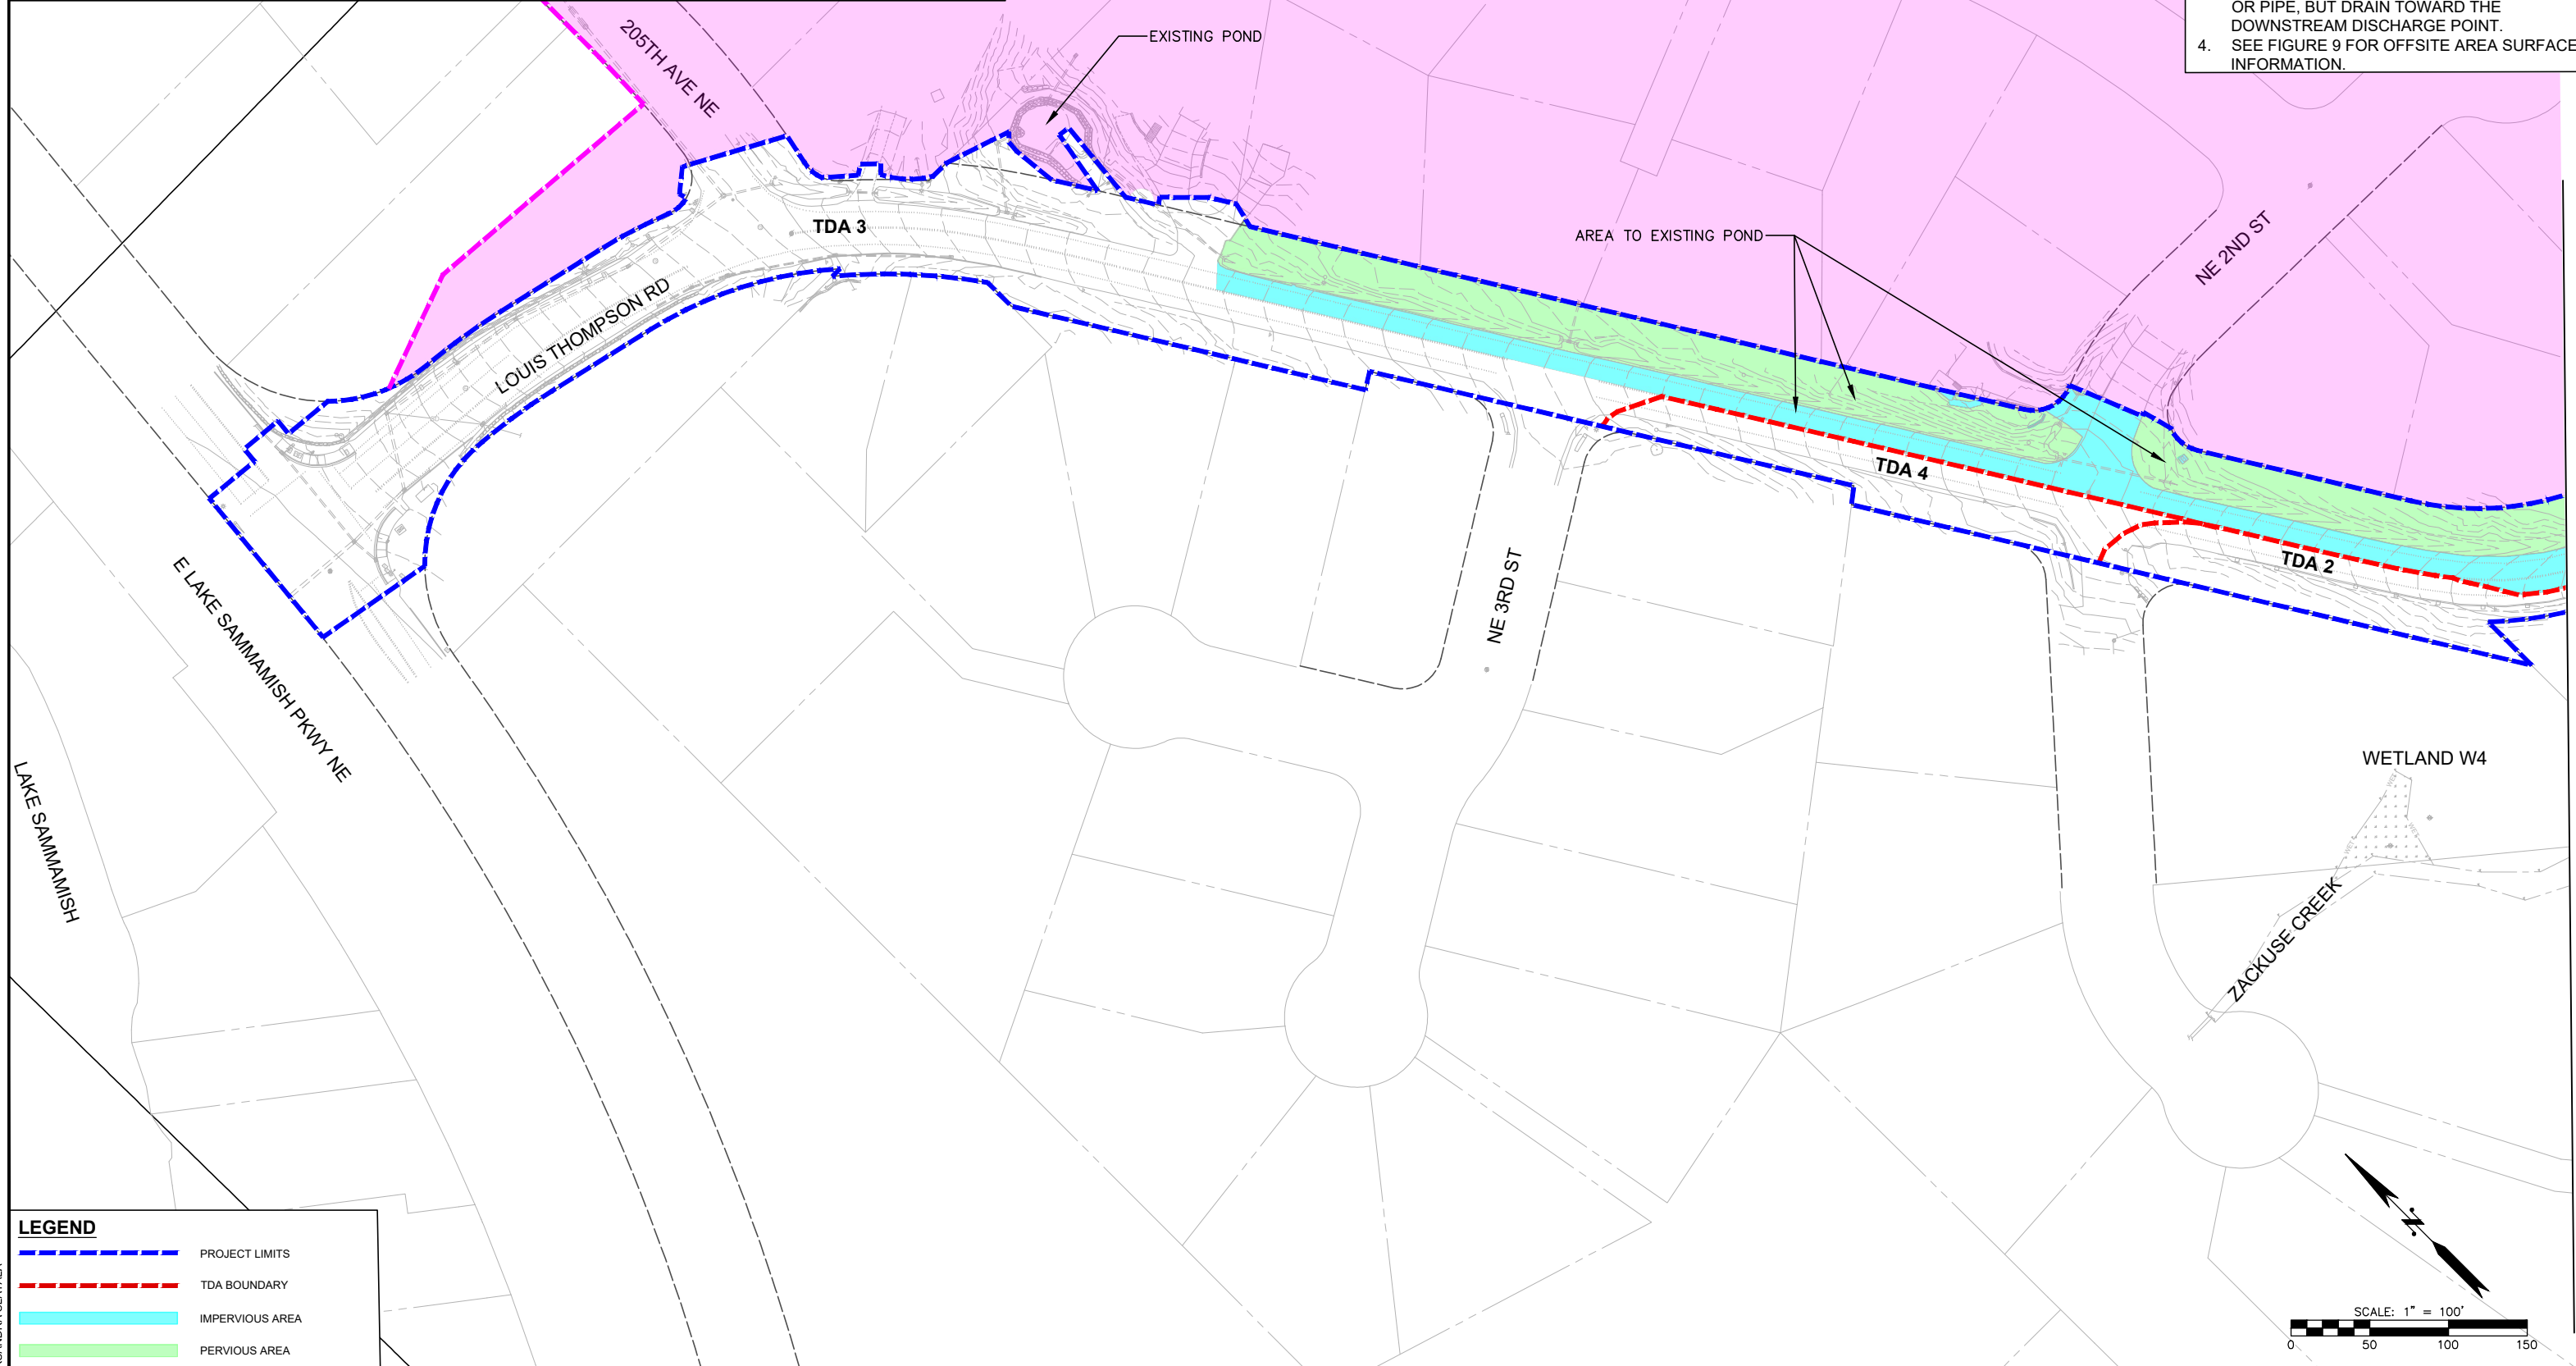 OR PIPE, BUT DRAIN TOWARD THE
DOWNSTREAM DISCHARGE POINT.
4. SEE FIGURE 9 FOR OFFSITE AREA SURFACE
INFORMATION.
205TH AVE NE
EXISTING POND
TDA 3
AREA TO EXISTING POND
NE 2ND ST
LOUIS THOMPSON RD
TDA 4
TDA 2
NE 3RD ST
E LAKE SAMMAMISH PKWY NE
LAKE SAMMAMISH
WETLAND W4
ZACKUSE CREEK
N
SCALE: 1" = 100'
0 50 100 150
LEGEND
PROJECT LIMITS
TDA BOUNDARY
IMPERVIOUS AREA
PERVIOUS AREA